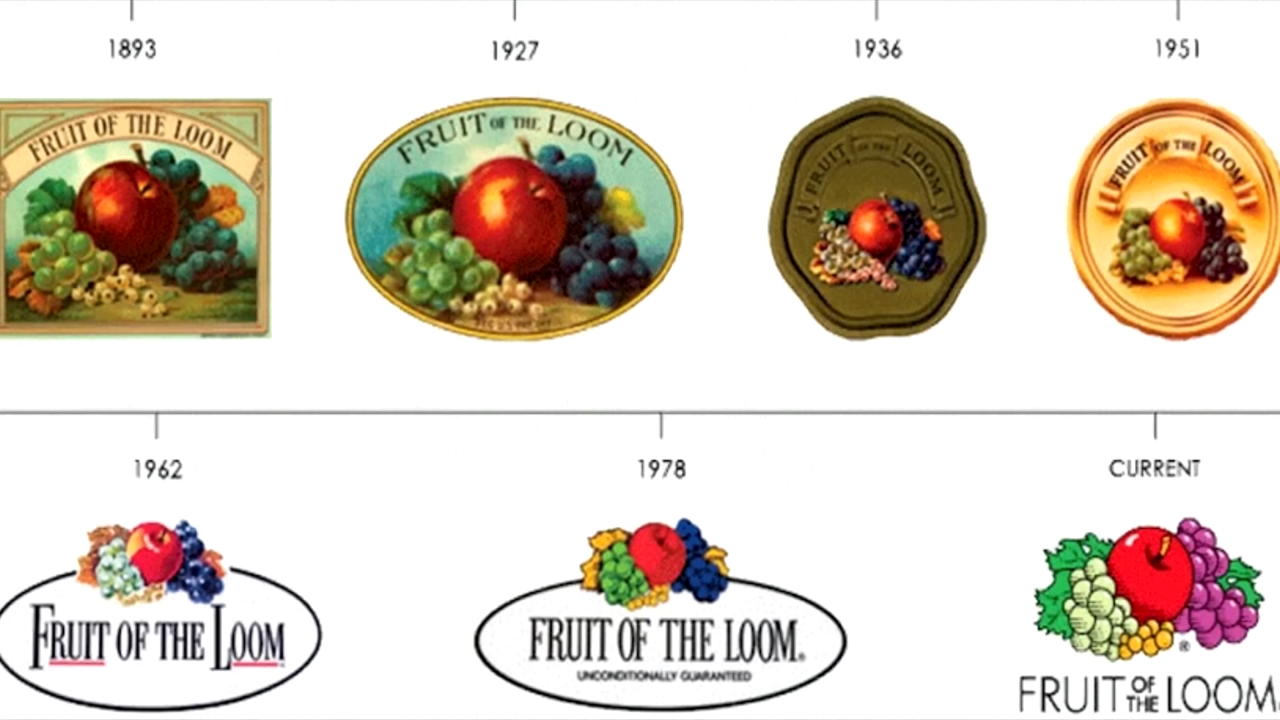 1893
1927
1936
1951
FRUIT OF THE LOOM
FRUIT OF THE LOOM
FRUIT OF THE LOOM
FRUIT OF THE LOOM
1962
1978
CURRENT
FRUIT OF THE LOOM
FRUIT OF THE LOOM®
UNCONDITIONALLY GUARANTEED
®
FRUIT OF THE LOOM